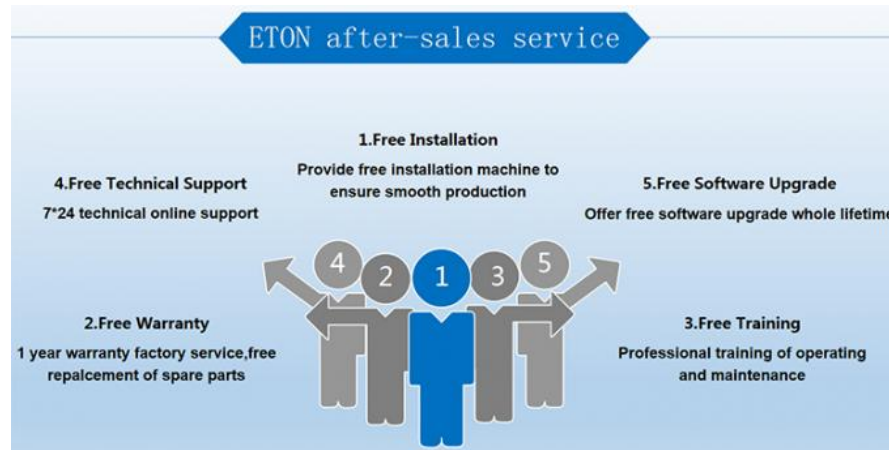 ETON after-sales service
1.Free Installation
Provide free installation machine to
ensure smooth production
4.Free Technical Support
7*24 technical online support
5.Free Software Upgrade
Offer free software upgrade whole lifetime
4
2
1
3
5
2.Free Warranty
1 year warranty factory service,free
repalcement of spare parts
3.Free Training
Professional training of operating
and maintenance